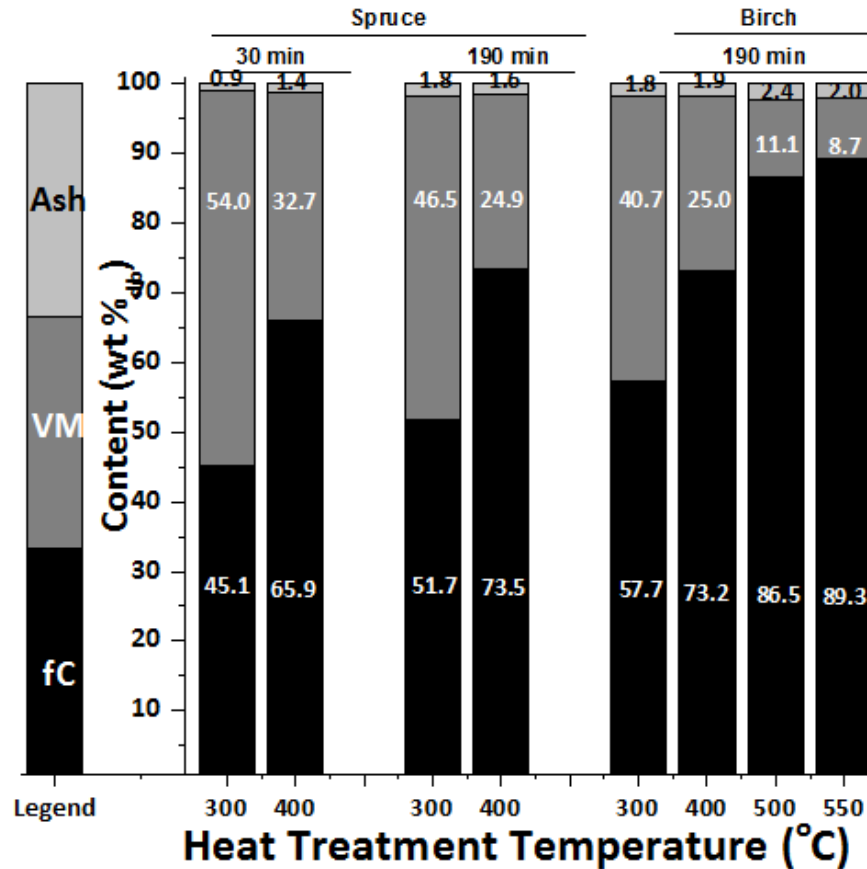 Spruce Birch
30 min 190 min 190 min
100 0.9 1.4 1.8 1.6 1.8 1.9 2.4 2.0
90 11.1 8.7
Ash 54.0 32.7 46.5 24.9 40.7 25.0
80
70
60
VM
50
40
30
45.1 65.9 51.7 73.5 57.7 73.2 86.5 89.3
20
fC
10
Content (wt %db)
Legend 300 400 300 400 300 400 500 550
Heat Treatment Temperature (°C)